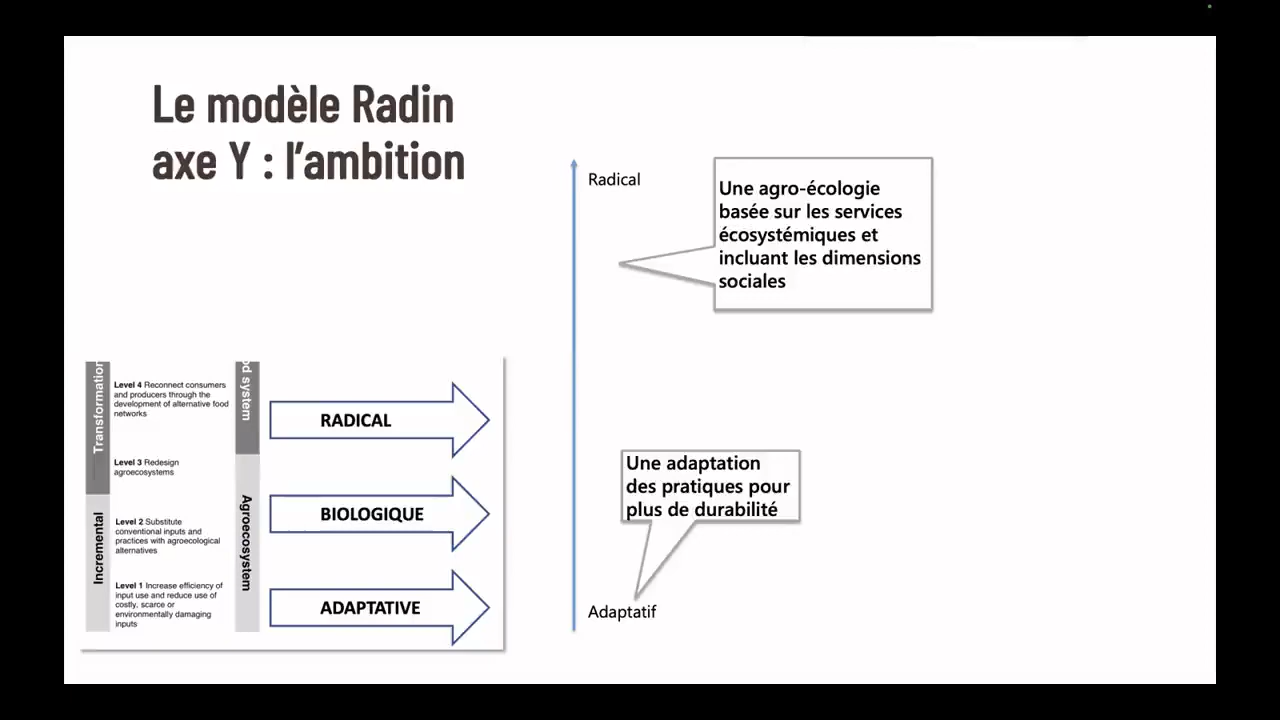 Le modèle Radin
axe Y : l'ambition
Radical
Une agro-écologie
basée sur les services
écosystémiques et
incluant les dimensions
sociales
Transformation
Level 4 Reconnect consumers
and producers through the
development of alternative food
networks
Level 3 Redesign
agroecosystems
Incremental
Level 2 Substitute
conventional inputs and
practices with agroecological
alternatives
Level 1 Increase efficiency of
input use and reduce use of
costly, scarce or
environmentally damaging
inputs
od system
Agroecosystem
RADICAL
BIOLOGIQUE
ADAPTATIVE
Une adaptation
des pratiques pour
plus de durabilité
Adaptatif